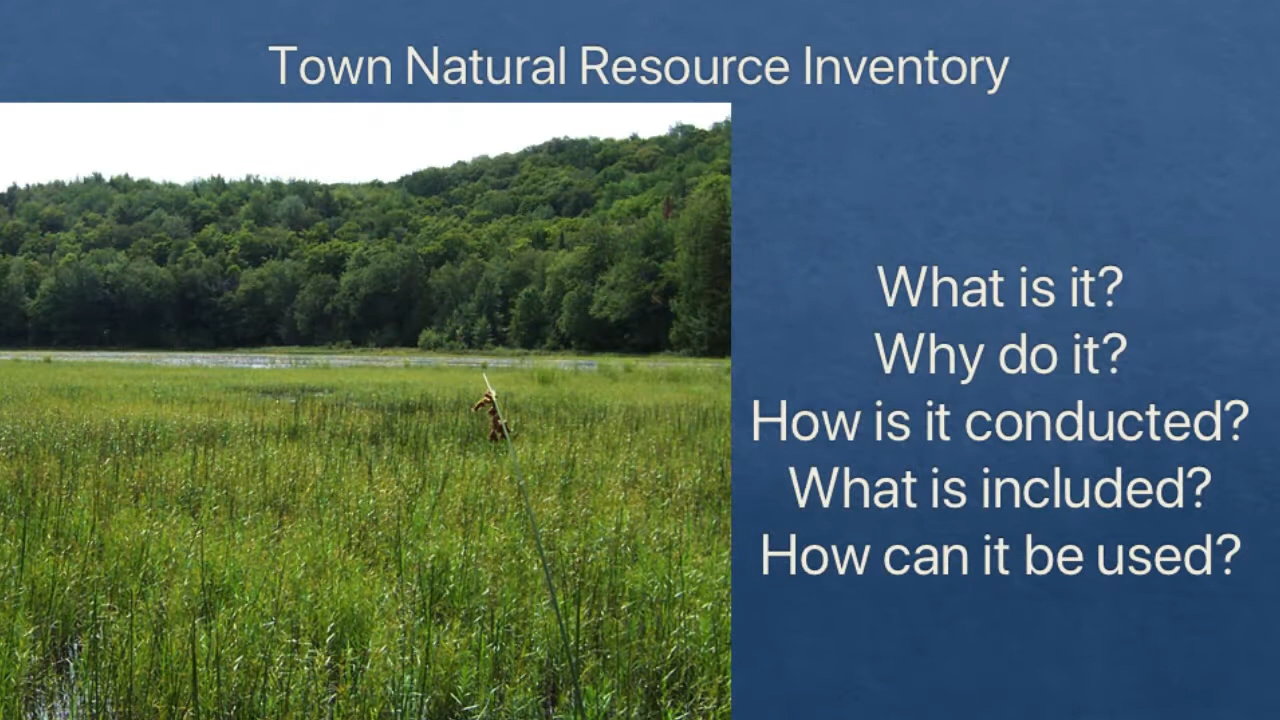 Town Natural Resource Inventory
What is it?
Why do it?
How is it conducted?
What is included?
How can it be used?